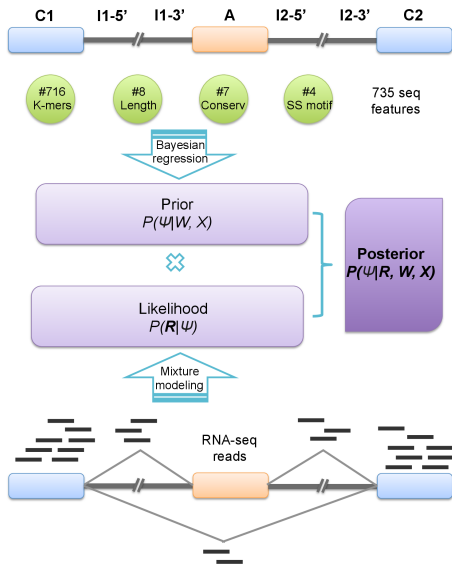 C1 I1-5’ I1-3’ A I2-5’ I2-3’ C2
#716
K-mers
#8
Length
#7
Conserv
#4
SS motif
735 seq
features
Bayesian
regression
Prior
P(Ψ|W, X)
Likelihood
P(R|Ψ)
Posterior
P(Ψ|R, W, X)
Mixture
modeling
RNA-seq
reads